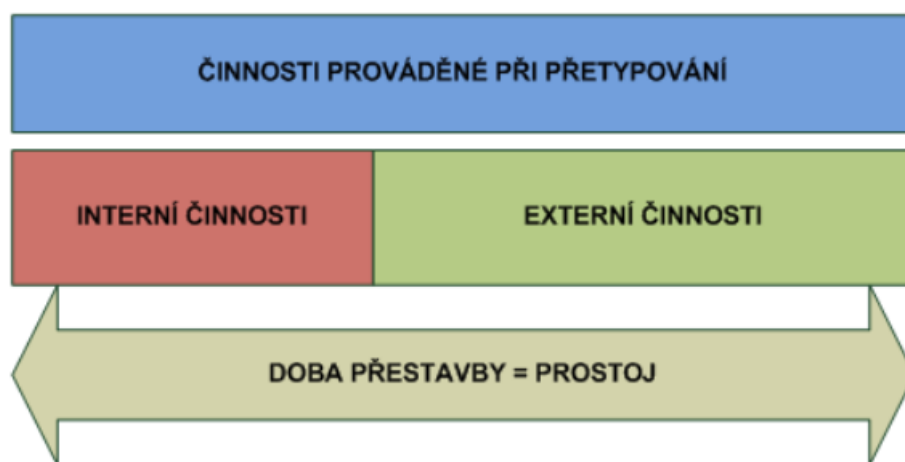 ČINNOSTI PROVÁDĚNÉ PŘI PŘETYPOVÁNÍ
INTERNÍ ČINNOSTI
EXTERNÍ ČINNOSTI
DOBA PŘESTAVBY = PROSTOJ